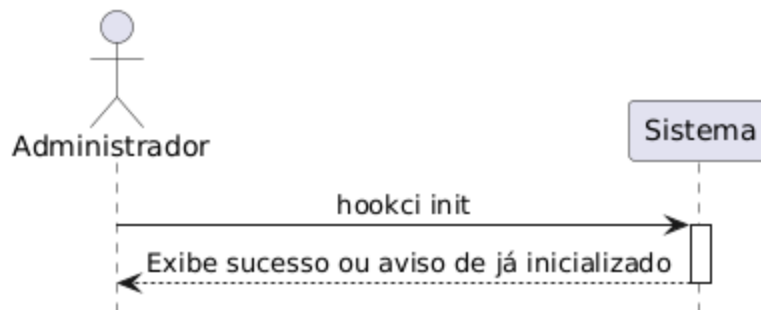 Administrador
Sistema
hookci init
Exibe sucesso ou aviso de já inicializado